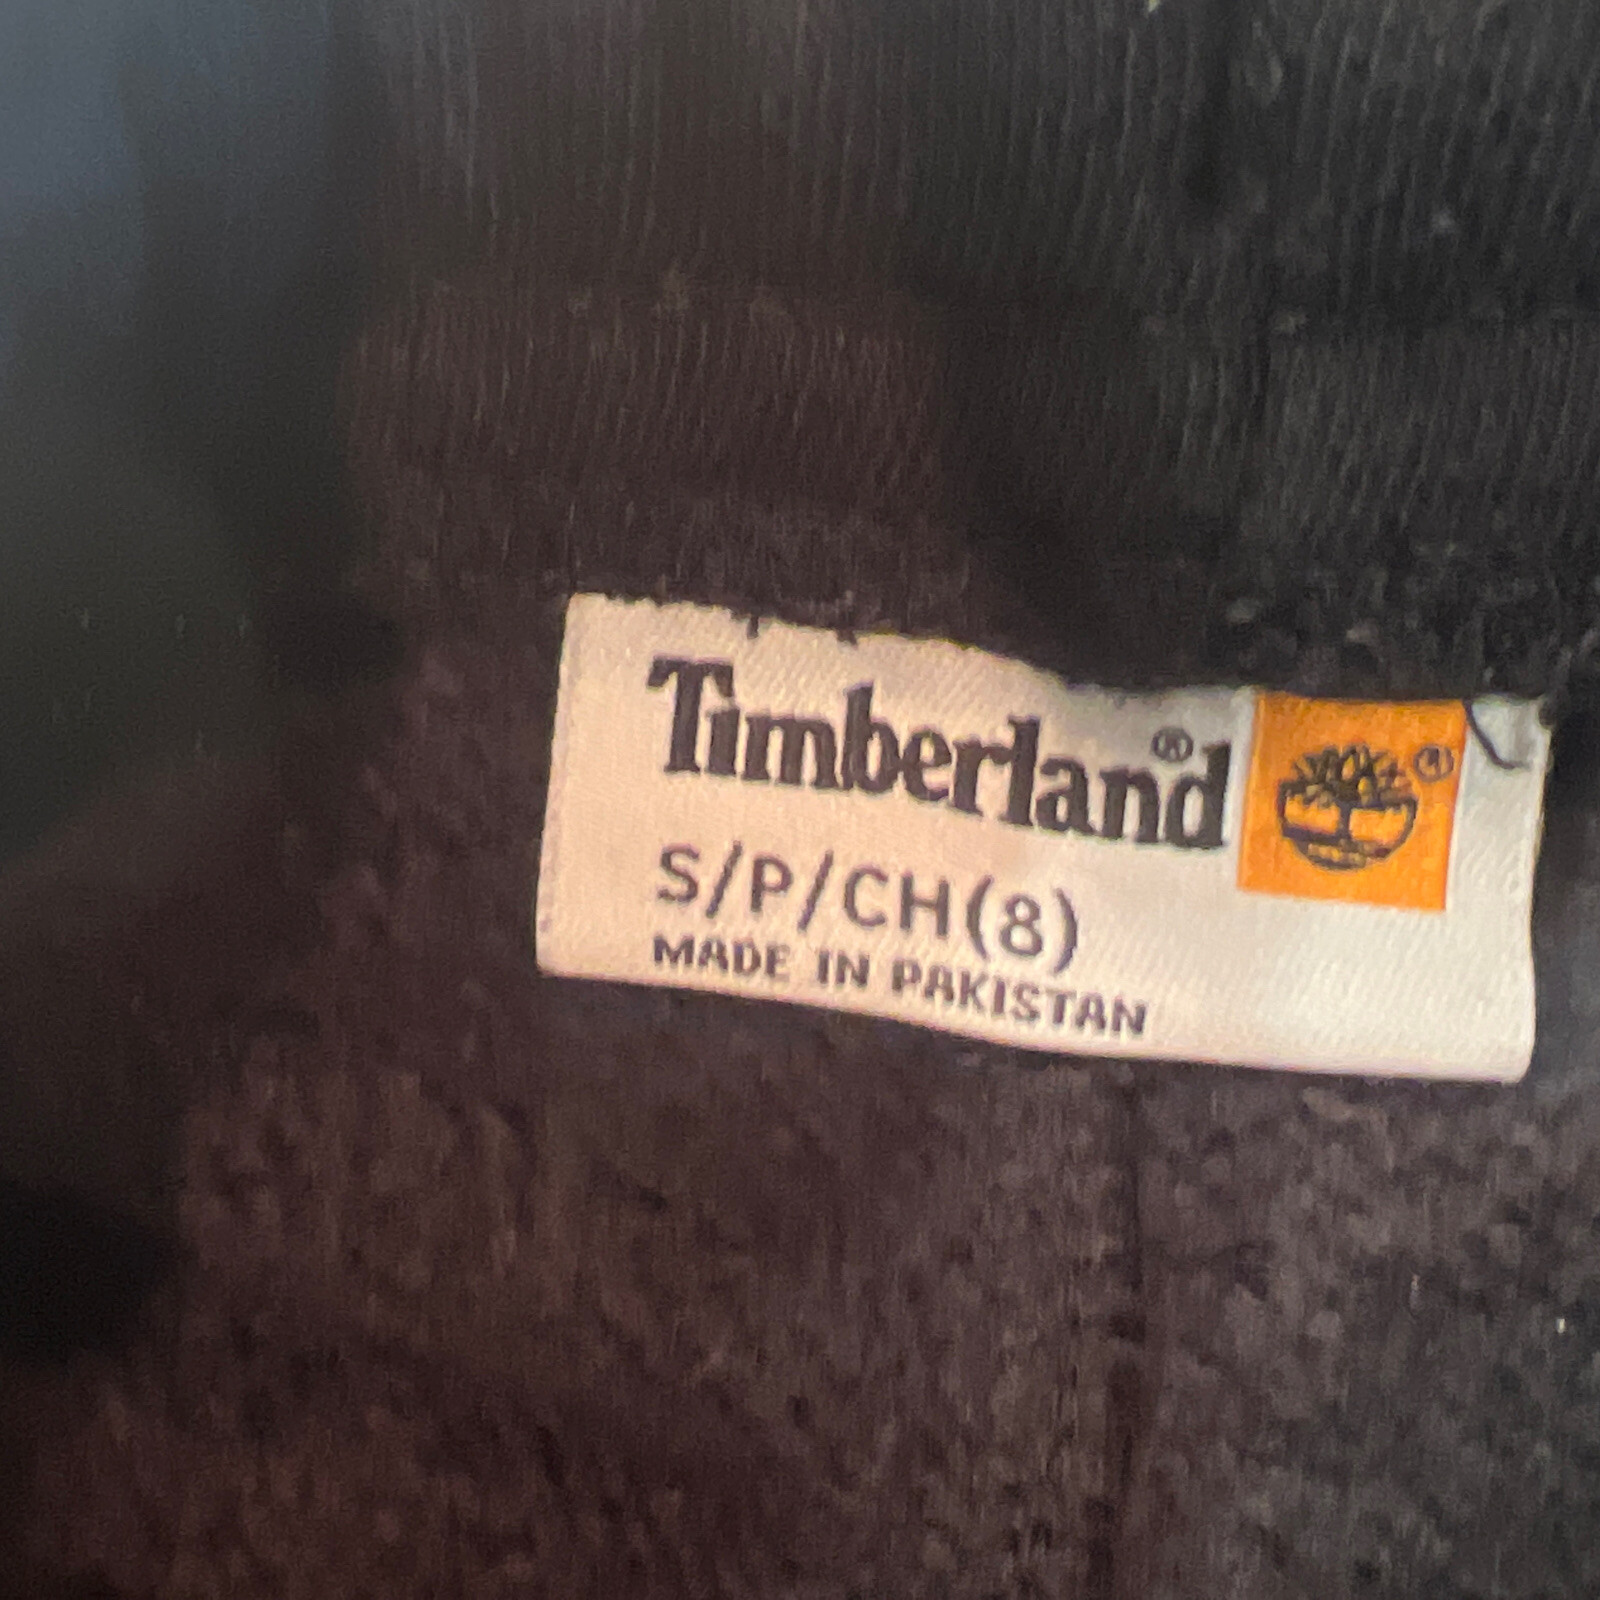 Timberland®
®
S/P/CH(8)
MADE IN PAKISTAN